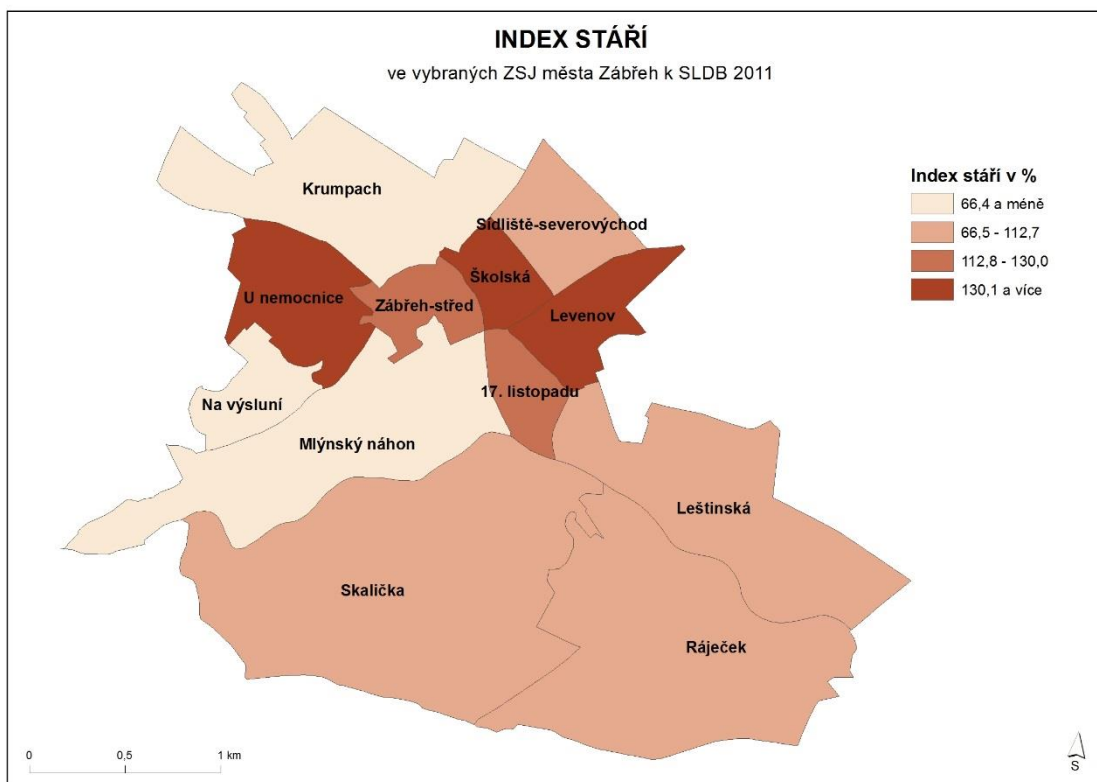 INDEX STÁŘÍ
ve vybraných ZSJ města Zábřeh k SLDB 2011
Index stáří v %
66,4 a méně
66,5 - 112,7
112,8 - 130,0
130,1 a více
Krumpach
Sídliště-severovýchod
Školská
U nemocnice
Zábřeh-střed
Levenov
17. listopadu
Na výsluní
Mlýnský náhon
Leštinská
Skalička
Ráječek
0 0,5 1 km
S